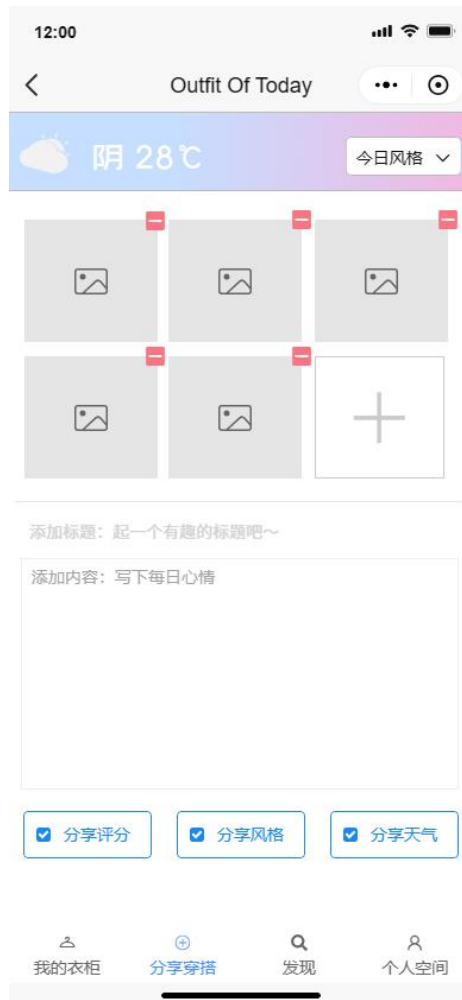 12:00
Outfit Of Today
阴 28℃
今日风格
添加标题：起一个有趣的标题吧～
添加内容：写下每日心情
分享评分
分享风格
分享天气
我的衣柜
分享穿搭
发现
个人空间